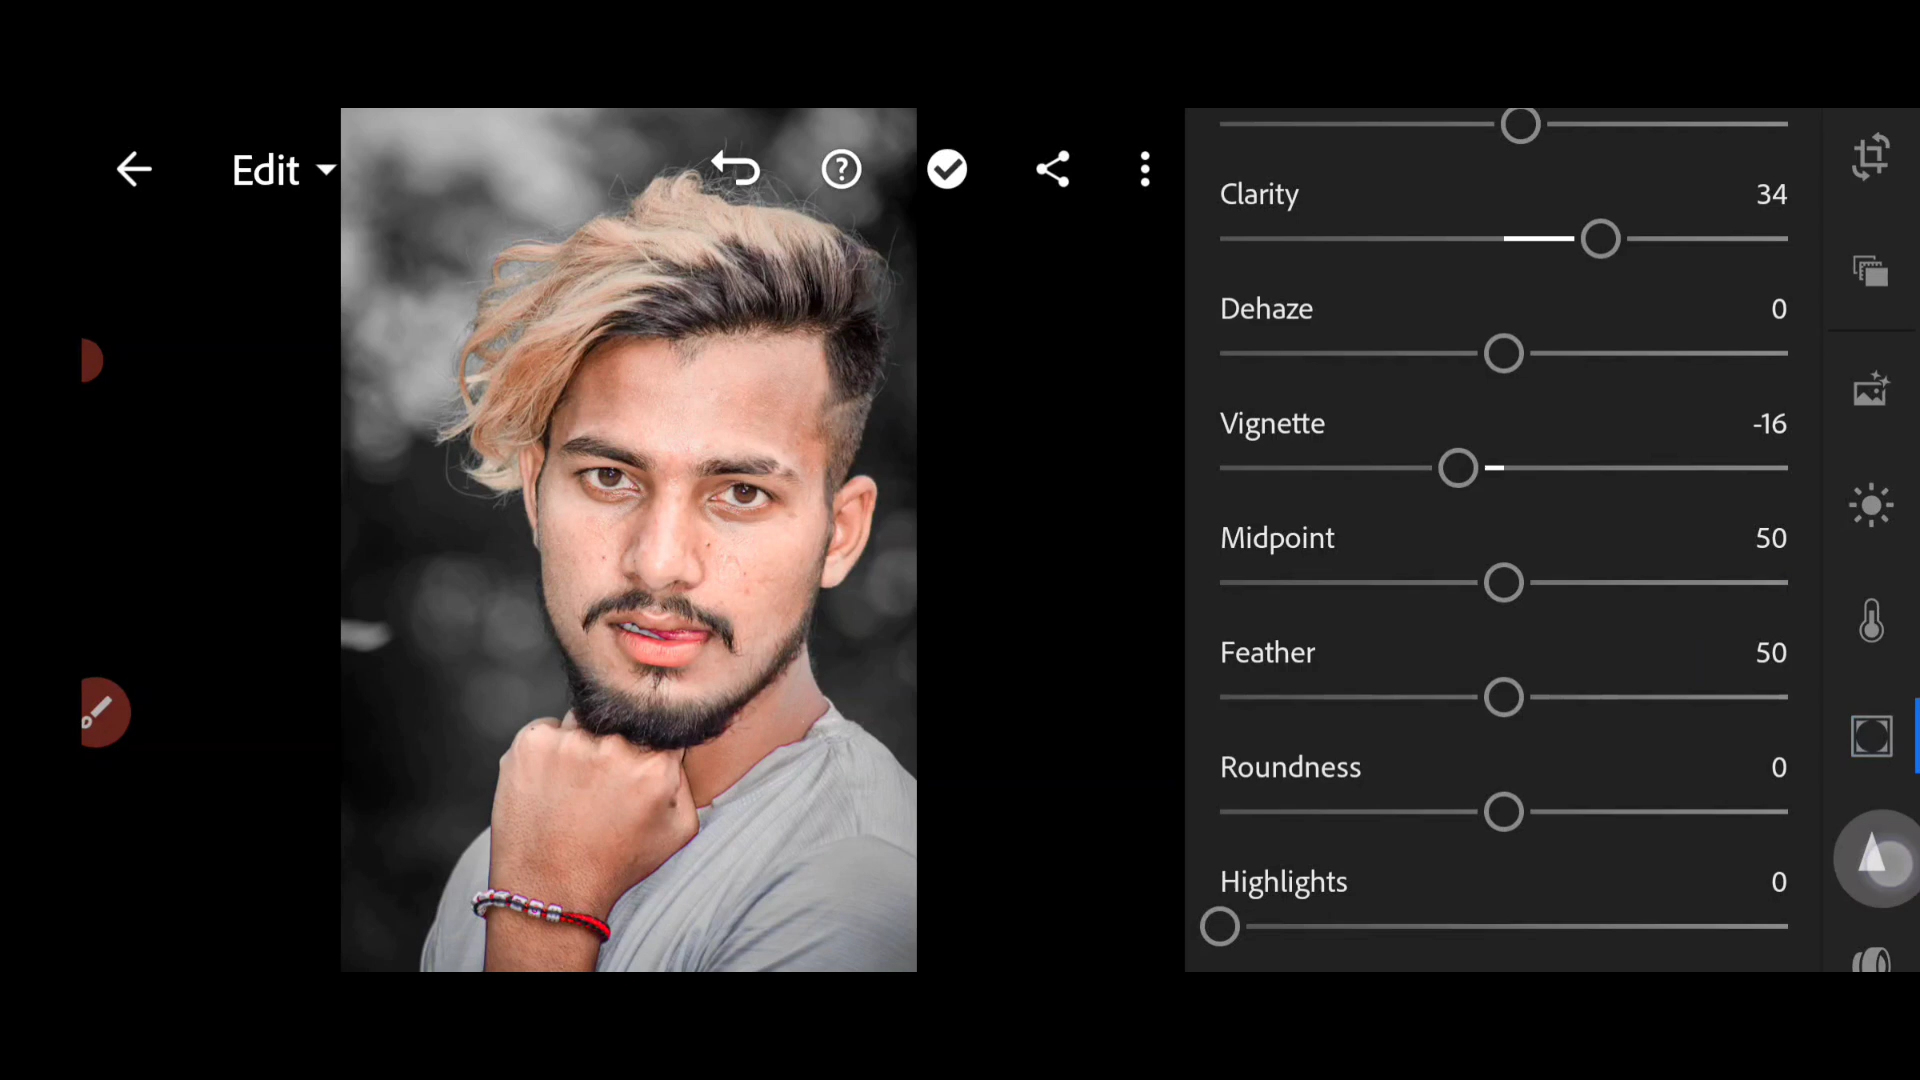 Edit
Clarity 34
Dehaze 0
Vignette -16
Midpoint 50
Feather 50
Roundness 0
Highlights 0